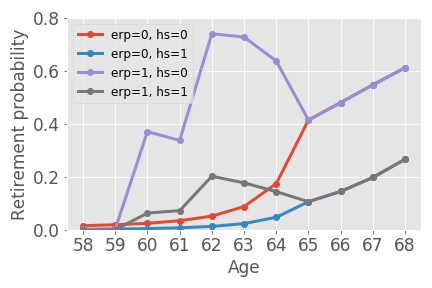 0.8
0.6
0.4
0.2
0.0
Retirement probability
erp=0, hs=0
erp=0, hs=1
erp=1, hs=0
erp=1, hs=1
58 59 60 61 62 63 64 65 66 67 68
Age